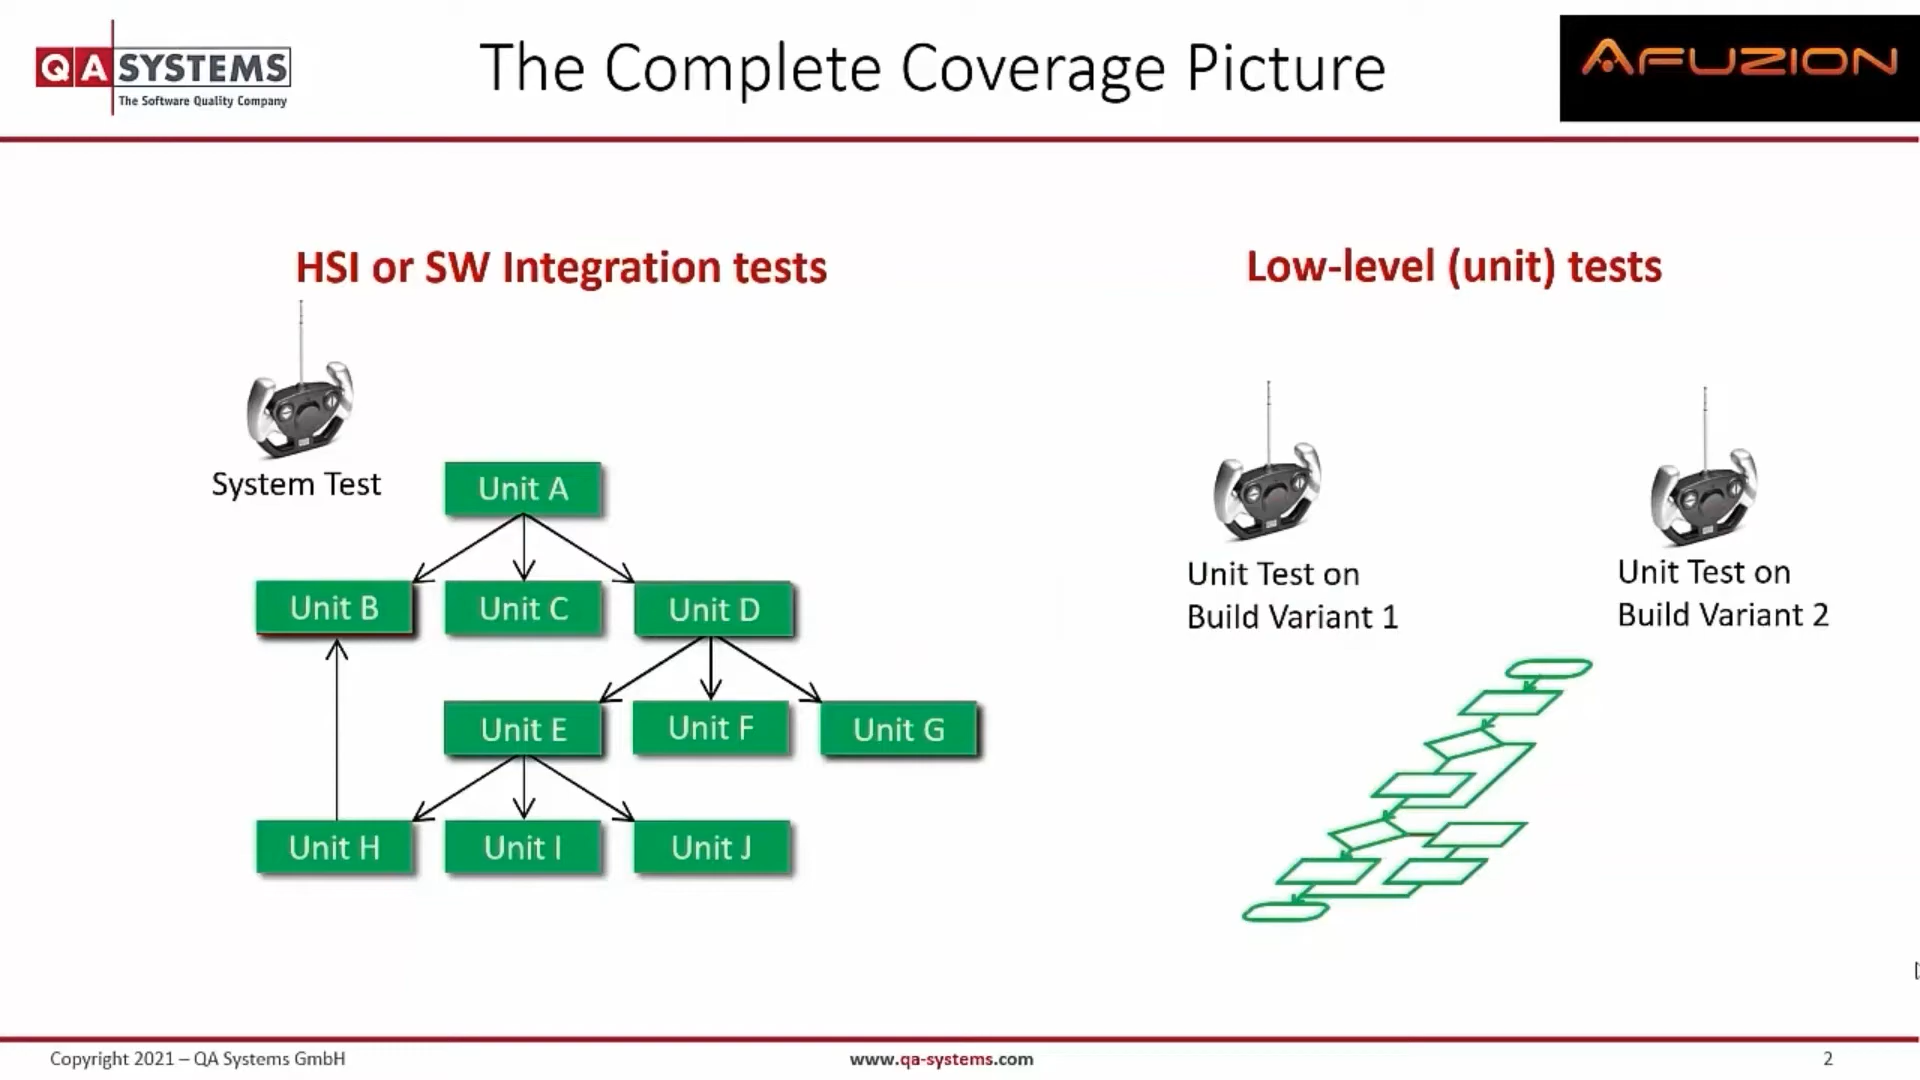 QA SYSTEMS
The Software Quality Company
The Complete Coverage Picture
AFUZION
HSI or SW Integration tests
Low-level (unit) tests
System Test
Unit A
Unit B
Unit C
Unit D
Unit E
Unit F
Unit G
Unit H
Unit I
Unit J
Unit Test on
Build Variant 1
Unit Test on
Build Variant 2
Copyright 2021 – QA Systems GmbH
www.qa-systems.com
2